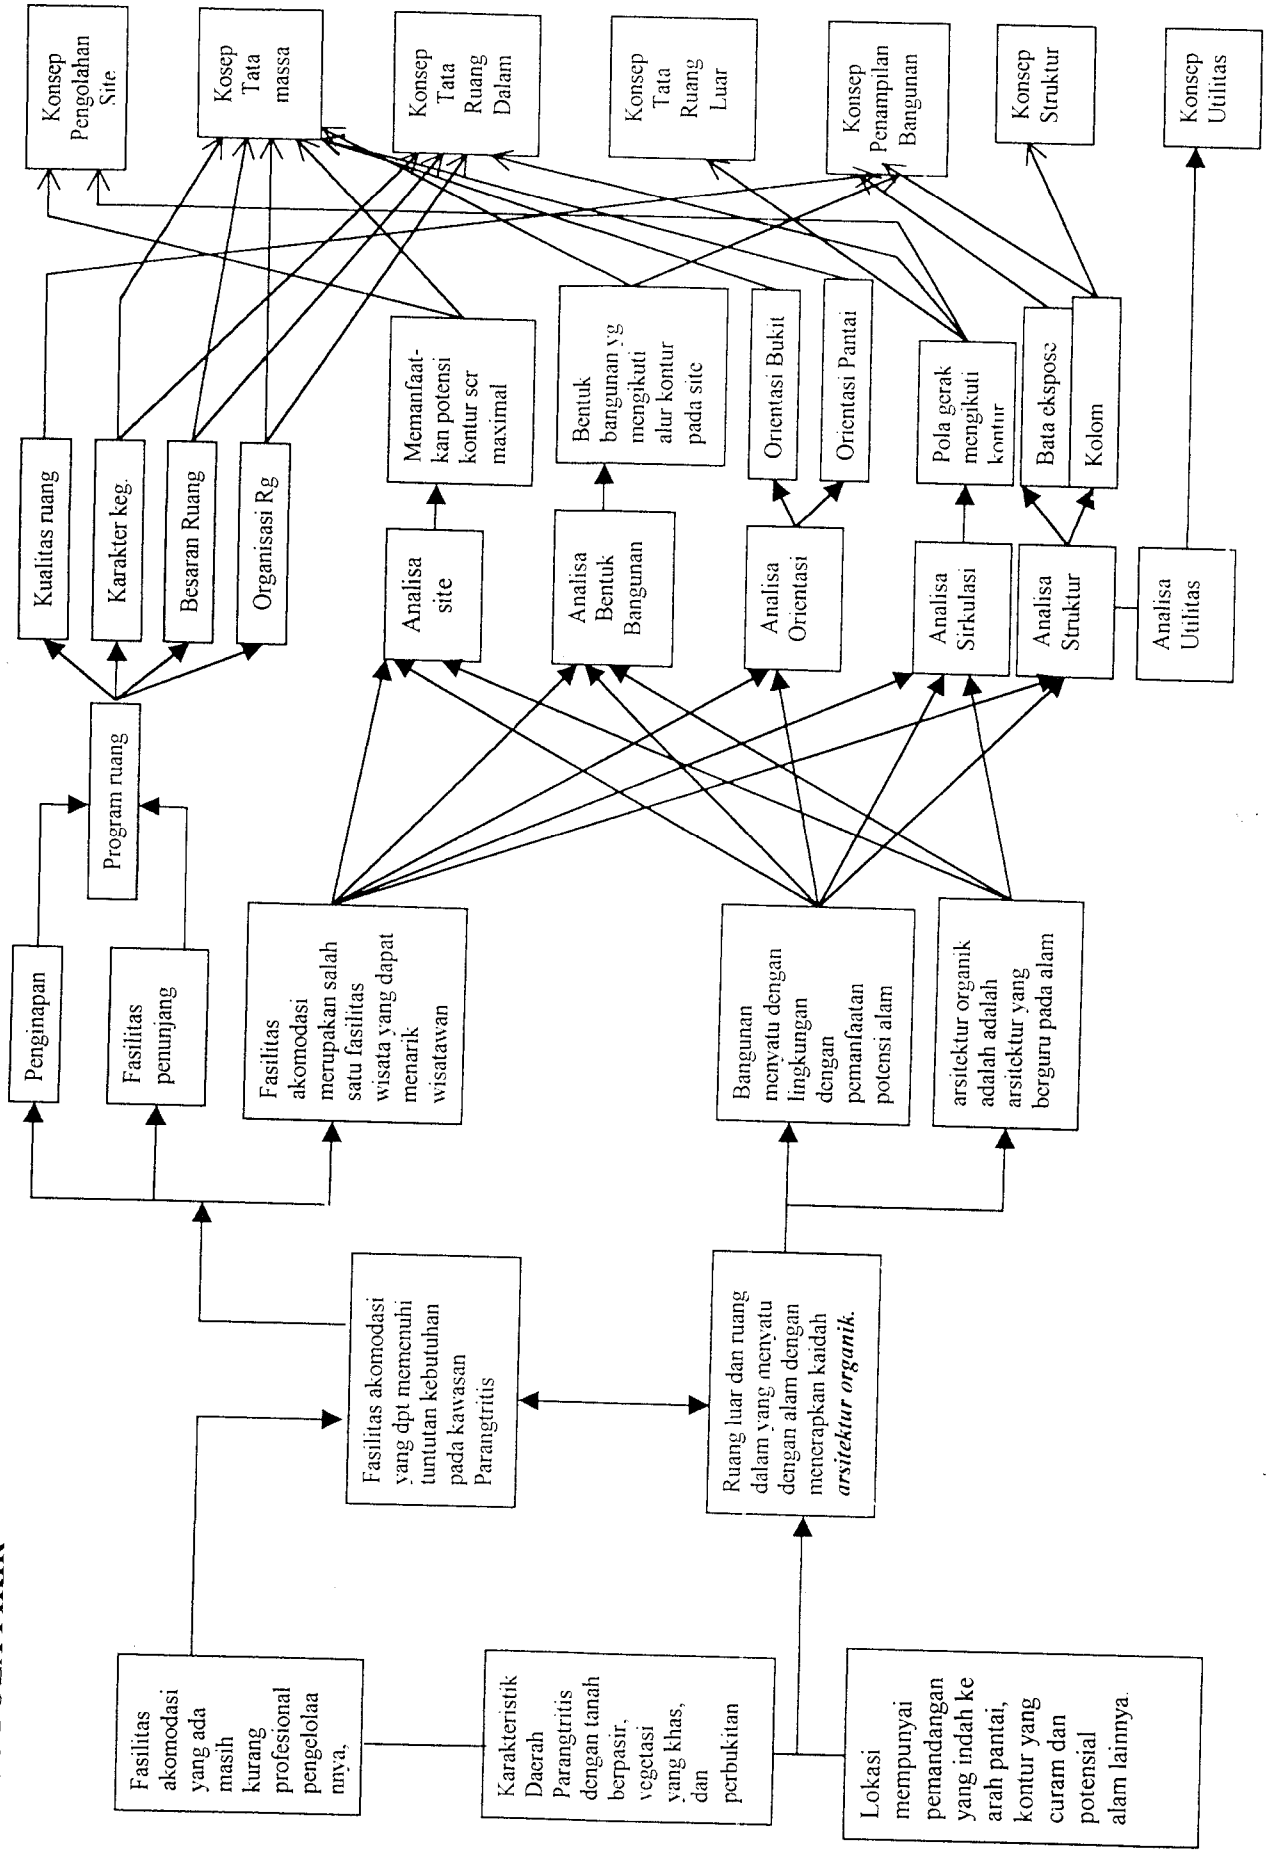 Fasilitas
akomodasi
yang ada
masih
kurang
profesional
pengelolaa
nnya,
Karakteristik
Daerah
Parangtritis
dengan tanah
berpasir,
vegetasi
yang khas,
dan
perbukitan
Lokasi
mempunyai
pemandangan
yang indah ke
arah pantai,
kontur yang
curam dan
potensial
alam lainnya.
Fasilitas akomodasi
yang dpt memenuhi
tuntutan kebutuhan
pada kawasan
Parangtritis
Ruang luar dan ruang
dalam yang menyatu
dengan alam dengan
menerapkan kaidah
arsitektur organik.
Penginapan
Fasilitas
penunjang
Fasilitas
akomodasi
merupakan salah
satu fasilitas
wisata yang dapat
menarik
wisatawan
Bangunan
menyatu dengan
lingkungan
dengan
pemanfaatan
potensi alam
arsitektur organik
adalah adalah
arsitektur yang
berguru pada alam
Program ruang
Kualitas ruang
Karakter keg.
Besaran Ruang
Organisasi Rg
Analisa
site
Analisa
Bentuk
Bangunan
Analisa
Orientasi
Analisa
Sirkulasi
Analisa
Struktur
Analisa
Utilitas
Memanfaat-
kan potensi
kontur scr
maximal
Bentuk
bangunan yg
mengikuti
alur kontur
pada site
Orientasi Bukit
Orientasi Pantai
Pola gerak
mengikuti
kontur
Bata ekspose
Kolom
Konsep
Pengolahan
Site
Kosep
Tata
massa
Konsep
Tata
Ruang
Dalam
Konsep
Tata
Ruang
Luar
Konsep
Penampilan
Bangunan
Konsep
Struktur
Konsep
Utilitas